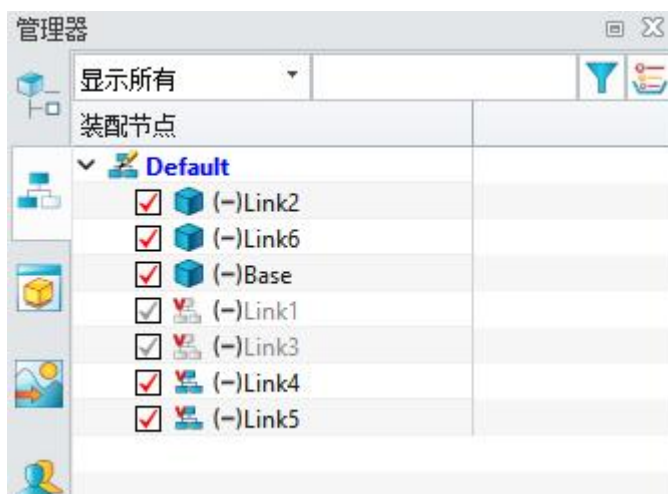 管理器
显示所有
装配节点
Default
(-)Link2
(-)Link6
(-)Base
(-)Link1
(-)Link3
(-)Link4
(-)Link5